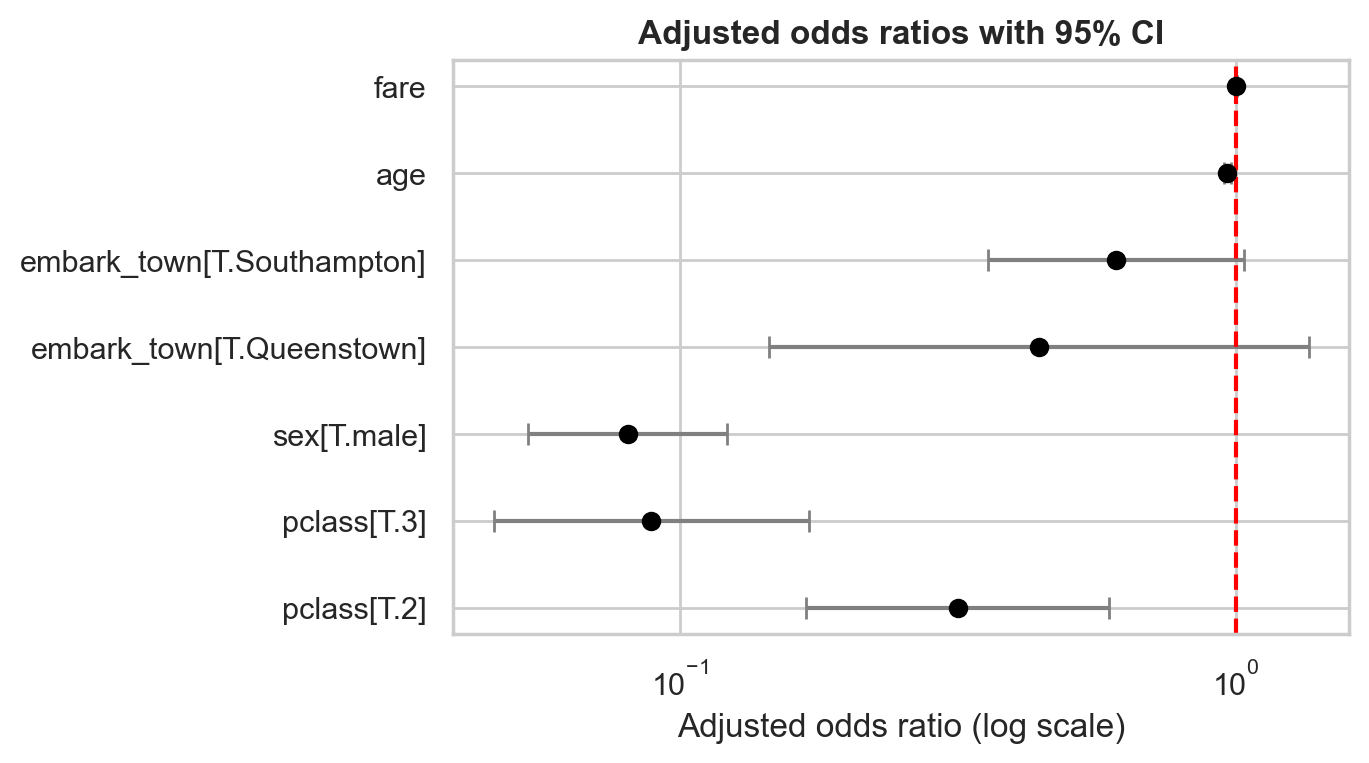 Adjusted odds ratios with 95% CI
fare
age
embark_town[T.Southampton]
embark_town[T.Queenstown]
sex[T.male]
pclass[T.3]
pclass[T.2]
10⁻¹ 10⁰
Adjusted odds ratio (log scale)